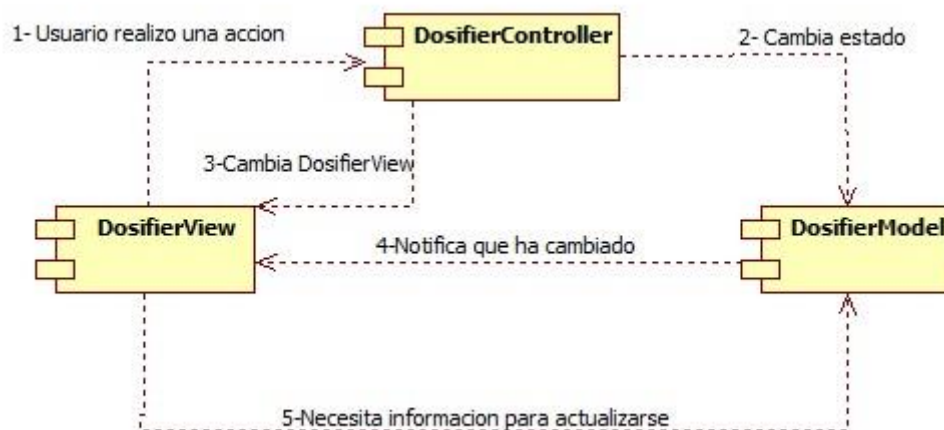 1- Usuario realizo una accion
DosifierController
2- Cambia estado
3-Cambia DosifierView
DosifierView
4-Notifica que ha cambiado
DosifierModel
5-Necesita informacion para actualizarse